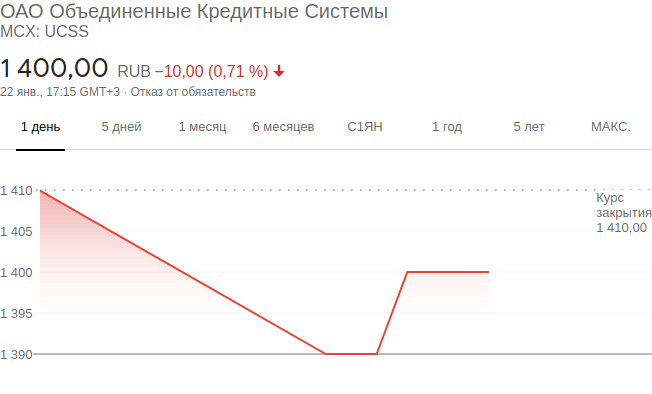 ОАО Объединенные Кредитные Системы
MCX: UCSS
1 400,00 RUB −10,00 (0,71 %)
22 янв., 17:15 GMT+3 · Отказ от обязательств
1 день 5 дней 1 месяц 6 месяцев С1ЯН 1 год 5 лет МАКС.
1 410
Курс
закрытия
1 410,00
1 405
1 400
1 395
1 390